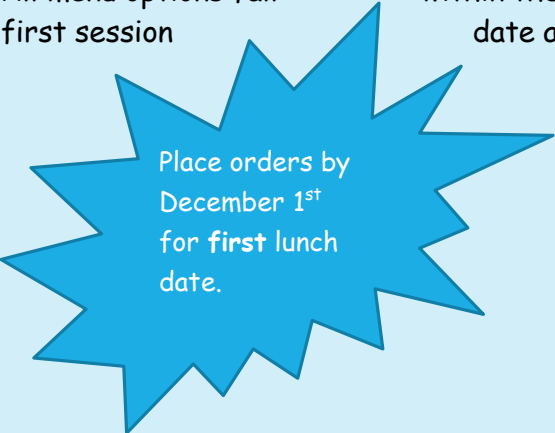 first session
date
Place orders by
December 1st
for first lunch
date.